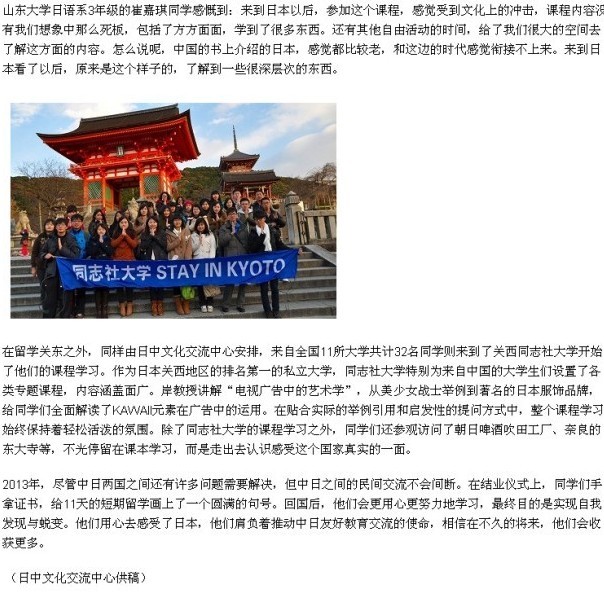 山东大学日语系3年级的崔嘉琪同学感慨到：来到日本以后，参加这个课程，感觉受到文化上的冲击，课程内容没
有我们想象中那么死板，包括了方方面面，学到了很多东西。还有其他自由活动的时间，给了我们很大的空间去
了解这方面的内容。怎么说呢，中国的书上介绍的日本，感觉都比较老，和这边的时代感觉衔接不上来。来到日
本看了以后，原来是这个样子的，了解到一些很深层次的东西。
同志社大学 STAY IN KYOTO
在留学关东之外，同样由日中文化交流中心安排，来自全国11所大学共计32名同学则来到了关西同志社大学开始
了他们的课程学习。作为日本关西地区的排名第一的私立大学，同志社大学特别为来自中国的大学生们设置了各
类专题课程，内容涵盖面广。岸教授讲解“电视广告中的艺术学”，从美少女战士举例到著名的日本服饰品牌，
给同学们全面解读了KAWAII元素在广告中的运用。在贴合实际的举例引用和启发性的提问方式中，整个课程学习
始终保持着轻松活泼的氛围。除了同志社大学的课程学习之外，同学们还参观访问了朝日啤酒吹田工厂、奈良的
东大寺等，不光停留在课本学习，而是走出去认识感受这个国家真实的一面。
2013年，尽管中日两国之间还有许多问题需要解决，但中日之间的民间交流不会间断。在结业仪式上，同学们手
拿证书，给11天的短期留学画上了一个圆满的句号。回国后，他们会更用心更努力地学习，最终目的是实现自我
发现与蜕变。他们用心去感受了日本，他们肩负着推动中日友好教育交流的使命，相信在不久的将来，他们会收
获更多。
（日中文化交流中心供稿）